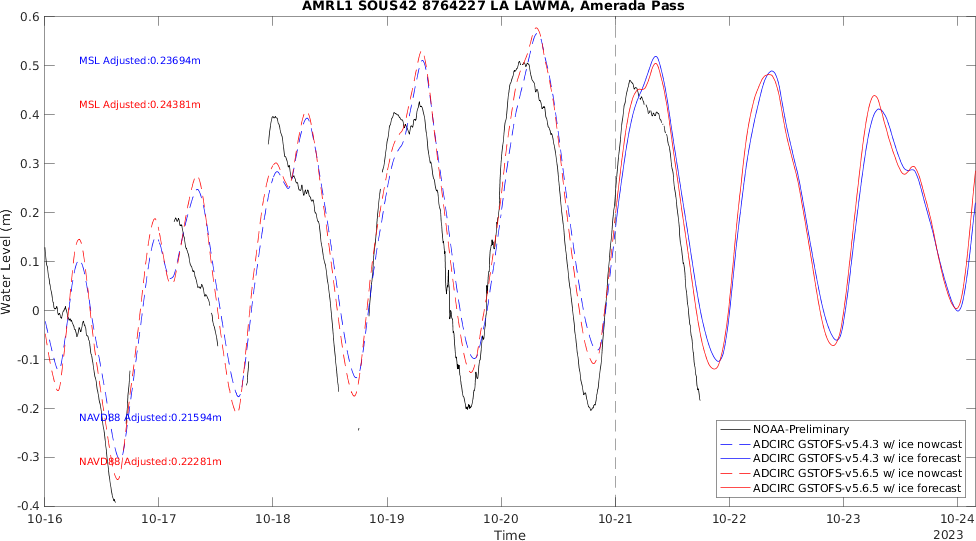 AMRL1 SOUS42 8764227 LA LAWMA, Amerada Pass
0.6
0.5
0.4
0.3
0.2
0.1
0
-0.1
-0.2
-0.3
-0.4
Water Level (m)
MSL Adjusted:0.23694m
MSL Adjusted:0.24381m
NAVD88 Adjusted:0.21594m
NAVD88 Adjusted:0.22281m
NOAA-Preliminary
ADCIRC GSTOFS-v5.4.3 w/ ice nowcast
ADCIRC GSTOFS-v5.4.3 w/ ice forecast
ADCIRC GSTOFS-v5.6.5 w/ ice nowcast
ADCIRC GSTOFS-v5.6.5 w/ ice forecast
10-16 10-17 10-18 10-19 10-20 10-21 10-22 10-23 10-24
Time
2023